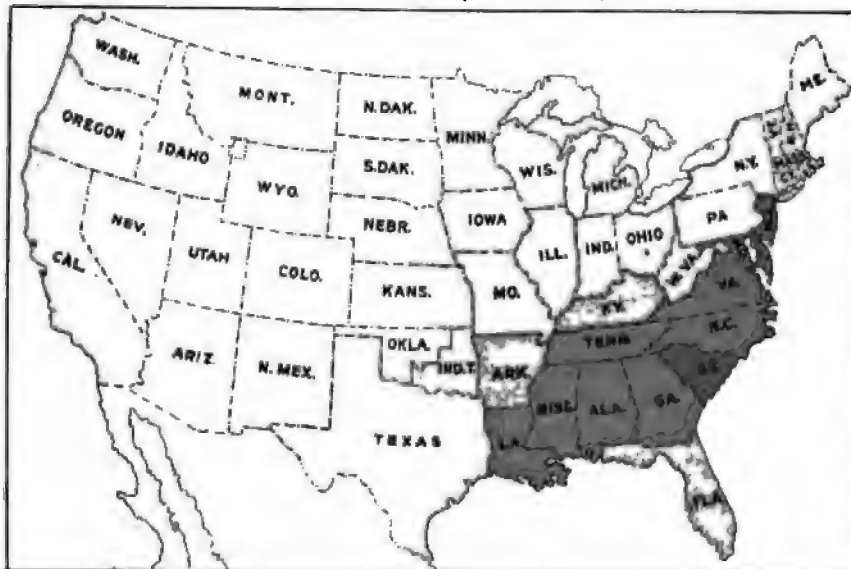 WASH.
MONT.
N.DAK.
MINN.
ME.
OREGON
IDAHO
S.DAK.
WIS.
MICH.
N.Y.
MASS.
CT.
WYO.
NEBR.
IOWA
PA
NEV.
UTAH
COLO.
KANS.
MO.
ILL.
IND.
OHIO
W.VA.
VA.
CAL.
KY.
N.C.
TENN.
ARIZ.
N.MEX.
OKLA.
IND.T.
ARK.
S.C.
MISS.
ALA.
GA.
TEXAS
LA.
FLA.